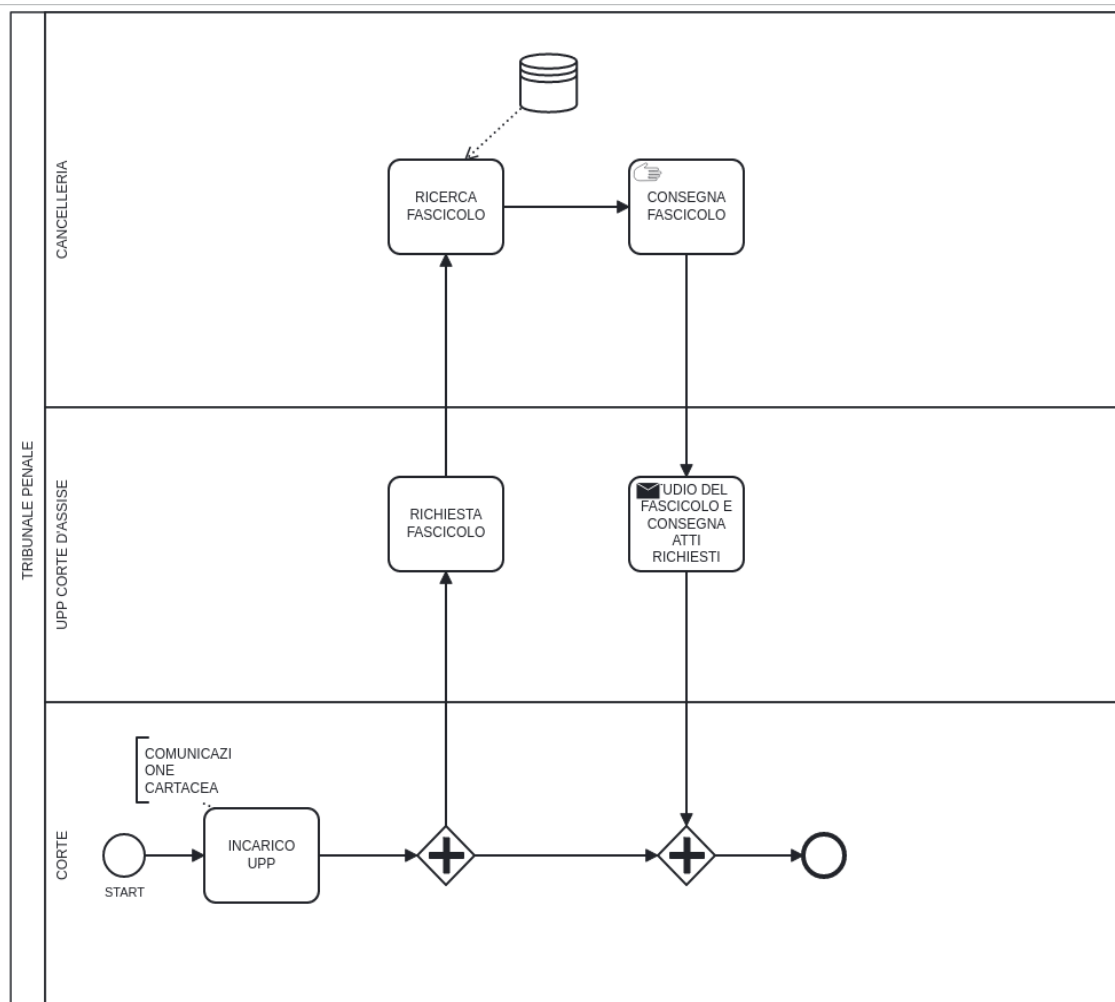 TRIBUNALE PENALE
CANCELLERIA
RICERCA
FASCICOLO
CONSEGNA
FASCICOLO
UPP CORTE D'ASSISE
RICHIESTA
FASCICOLO
TUDIO DEL
FASCICOLO E
CONSEGNA
ATTI
RICHIESTI
CORTE
COMUNICAZI
ONE
CARTACEA
START
INCARICO
UPP